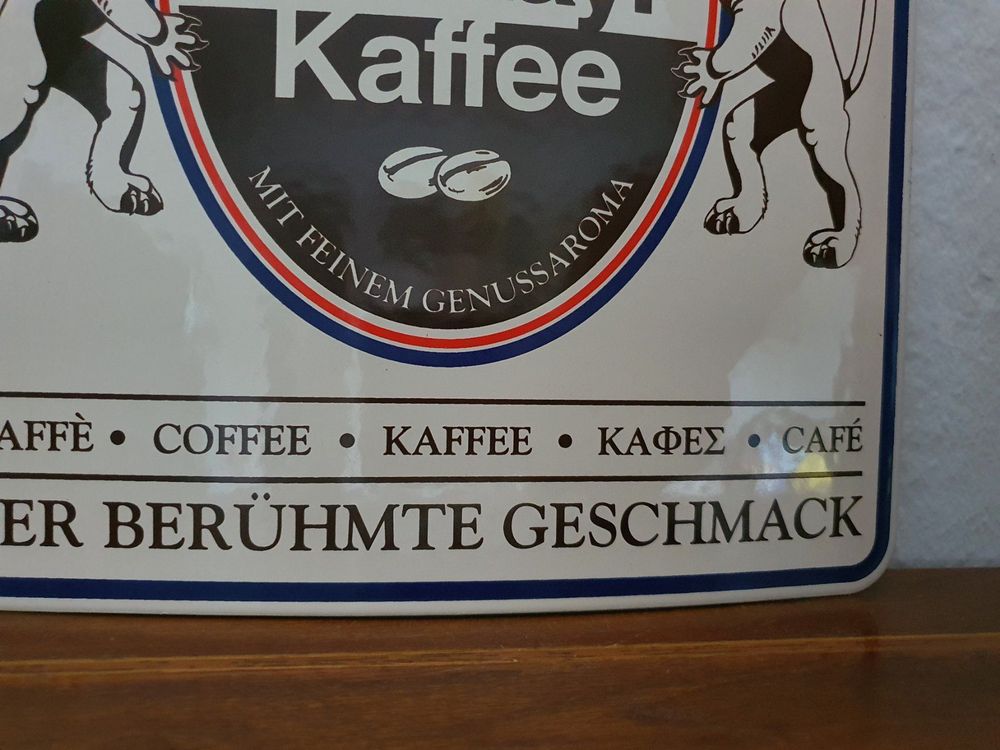 Kaffee
MIT FEINEM GENUSSAROMA
AFFÈ • COFFEE • KAFFEE • ΚΑΦΕΣ • CAFÉ
ER BERÜHMTE GESCHMACK